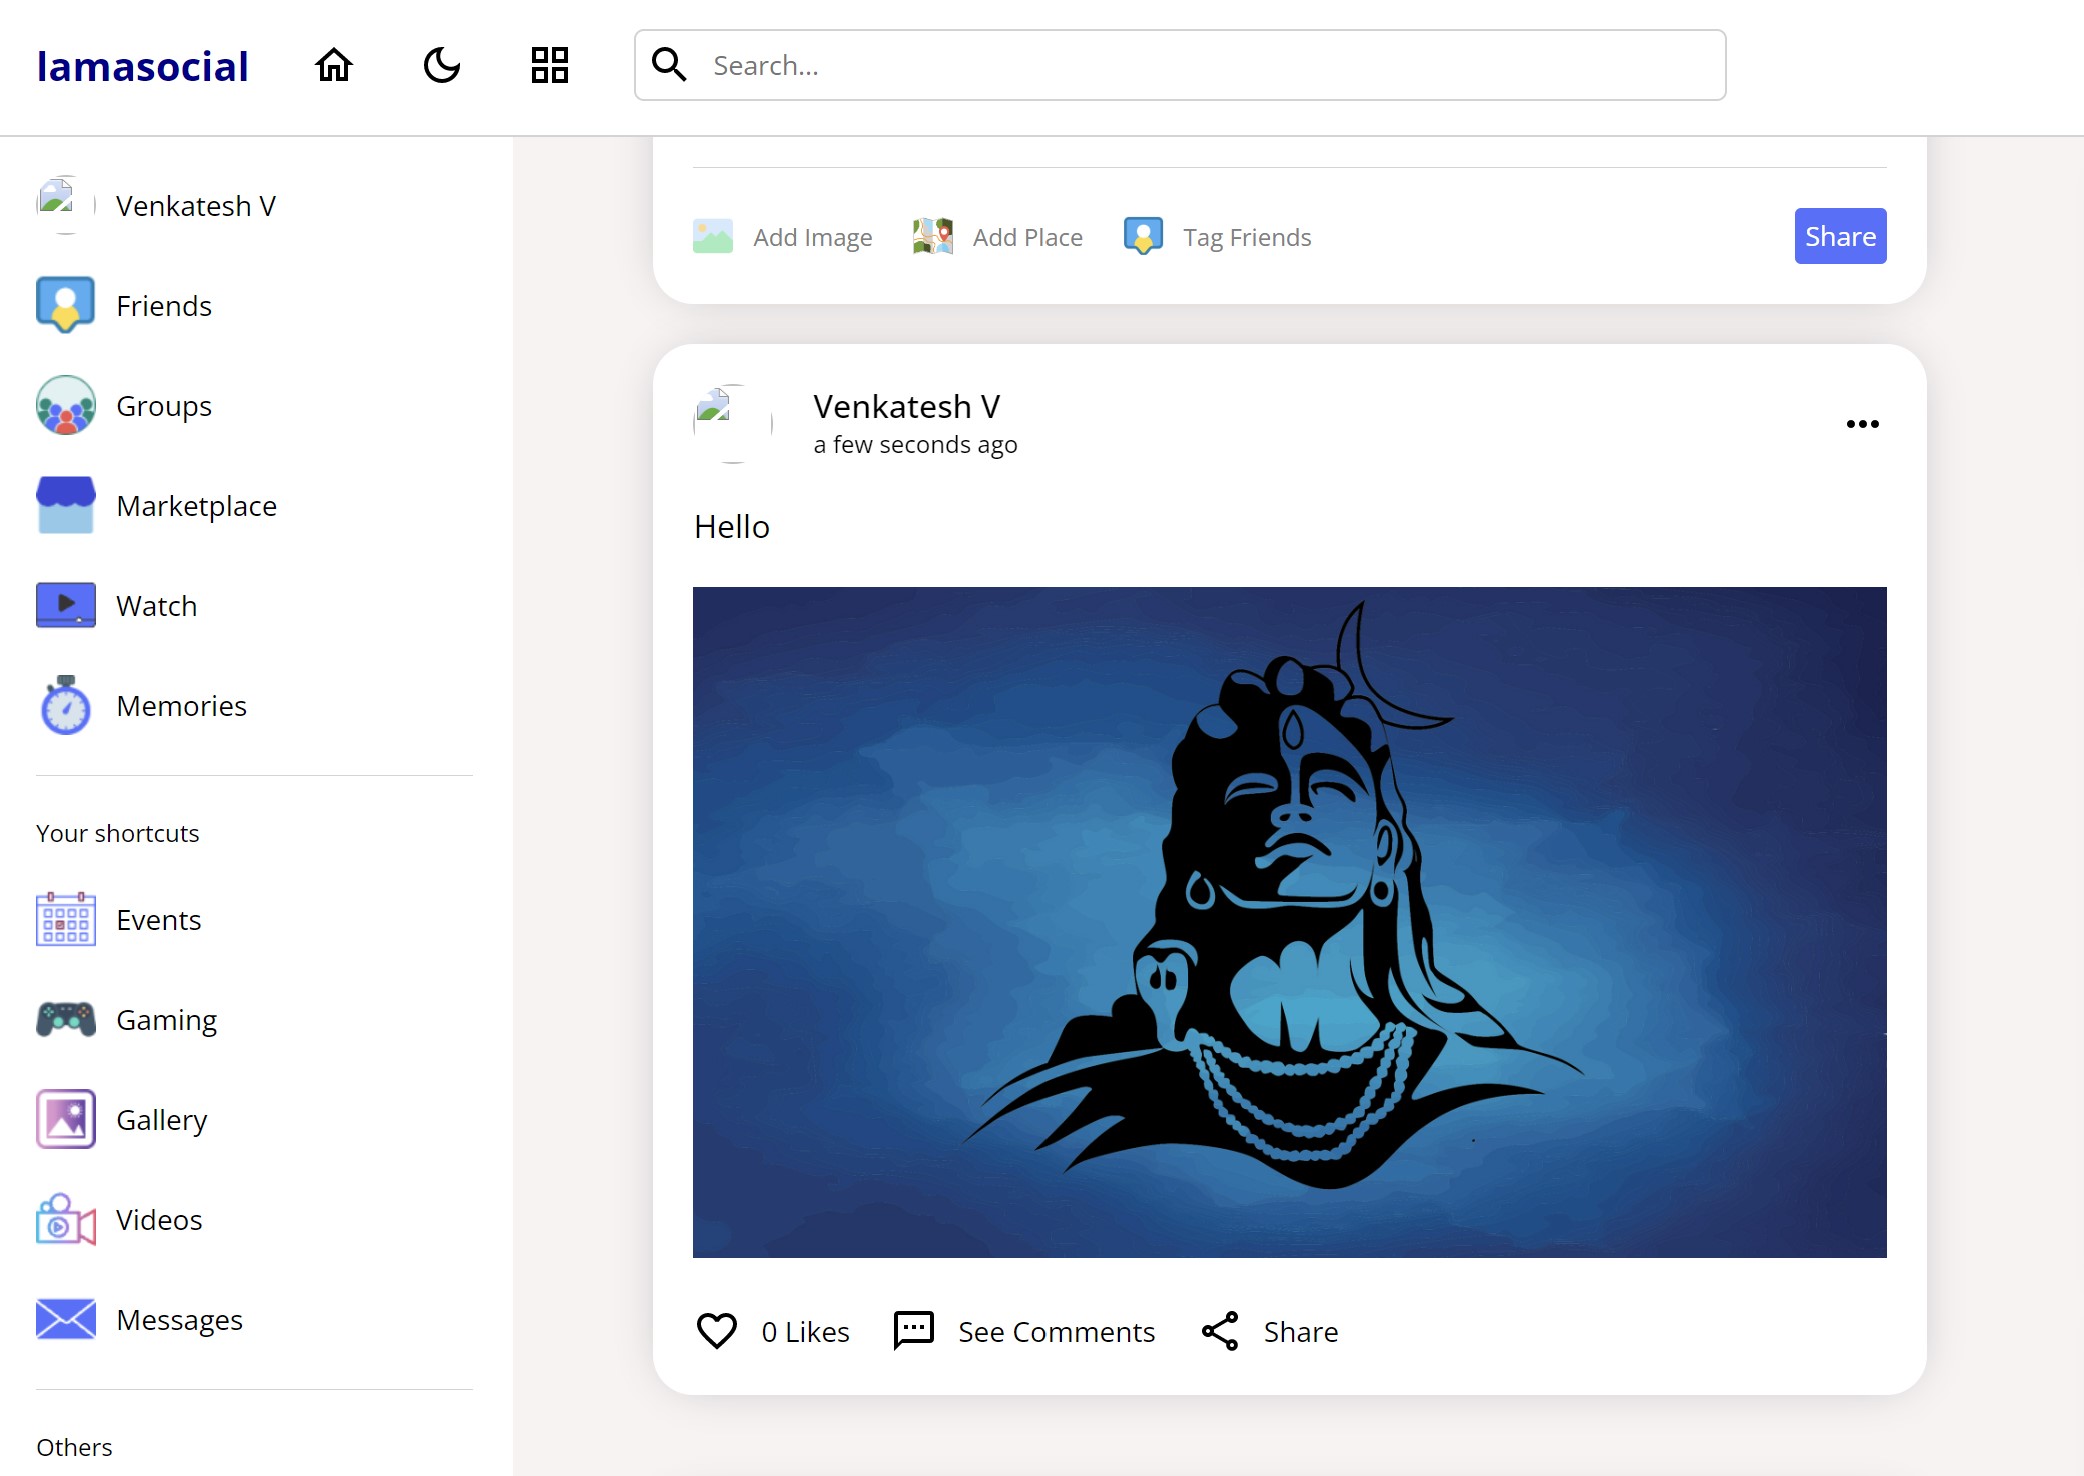 lamasocial
Search...
Venkatesh V
Friends
Groups
Marketplace
Watch
Memories
Your shortcuts
Events
Gaming
Gallery
Videos
Messages
Others
Add Image
Add Place
Tag Friends
Share
Venkatesh V
a few seconds ago
Hello
0 Likes
See Comments
Share